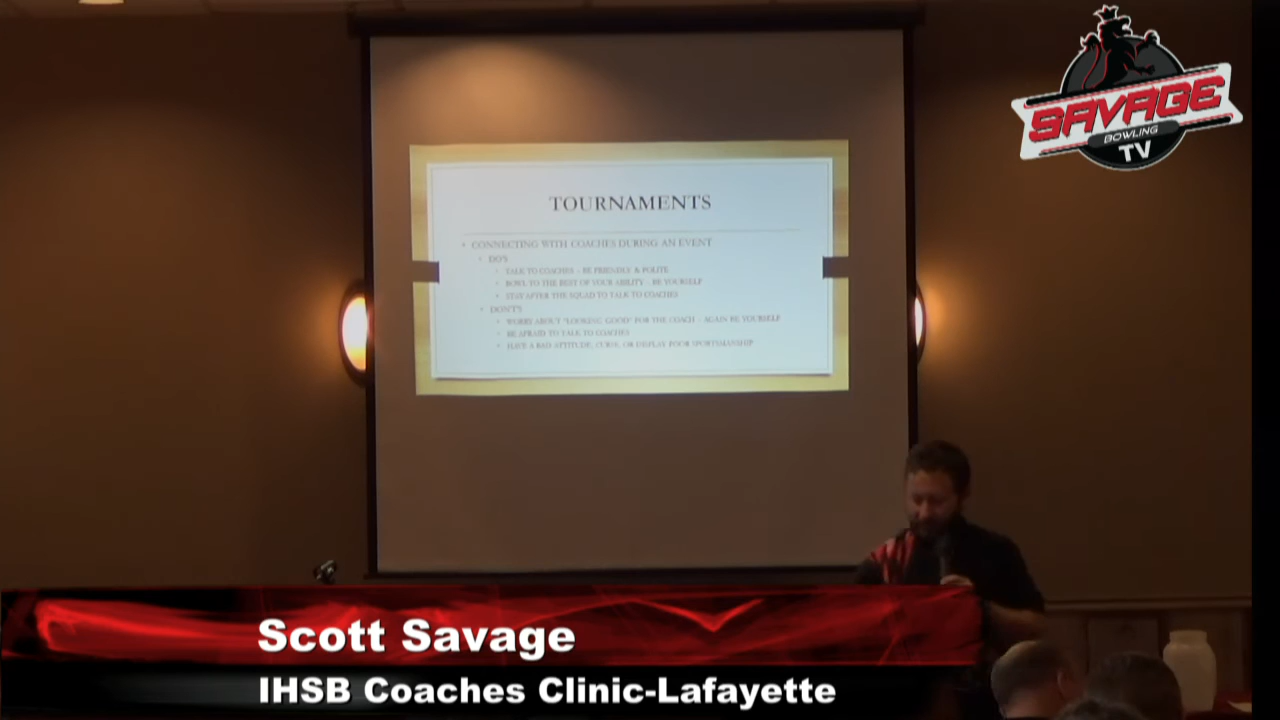 SAVAGE
BOWLING
TV
TOURNAMENTS
• CONNECTING WITH COACHES DURING AN EVENT
• DO'S
• TALK TO COACHES – BE FRIENDLY & POLITE
• BOWL TO THE BEST OF YOUR ABILITY – BE YOURSELF
• STAY AFTER THE SQUAD TO TALK TO COACHES
• DON'TS
• WORRY ABOUT "LOOKING GOOD" FOR THE COACH – AGAIN BE YOURSELF
• BE AFRAID TO TALK TO COACHES
• HAVE A BAD ATTITUDE, CURSE, OR DISPLAY POOR SPORTSMANSHIP
Scott Savage
IHSB Coaches Clinic-Lafayette